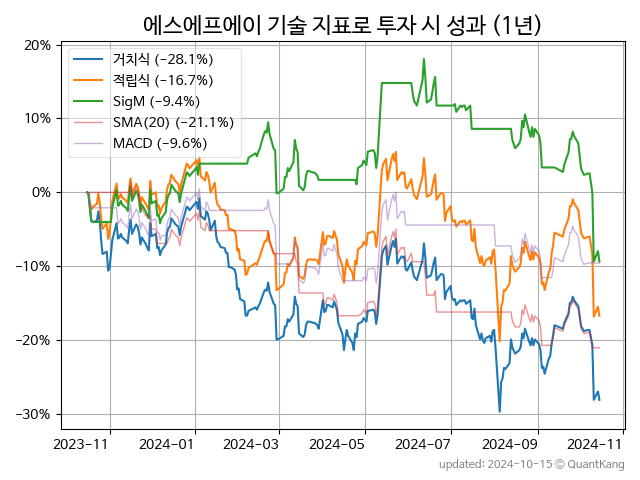 에스에프에이 기술 지표로 투자 시 성과 (1년)
20%
10%
0%
−10%
−20%
−30%
거치식 (−28.1%)
적립식 (−16.7%)
SigM (−9.4%)
SMA(20) (−21.1%)
MACD (−9.6%)
2023-11 2024-01 2024-03 2024-05 2024-07 2024-09 2024-11
updated: 2024-10-15 © QuantKang